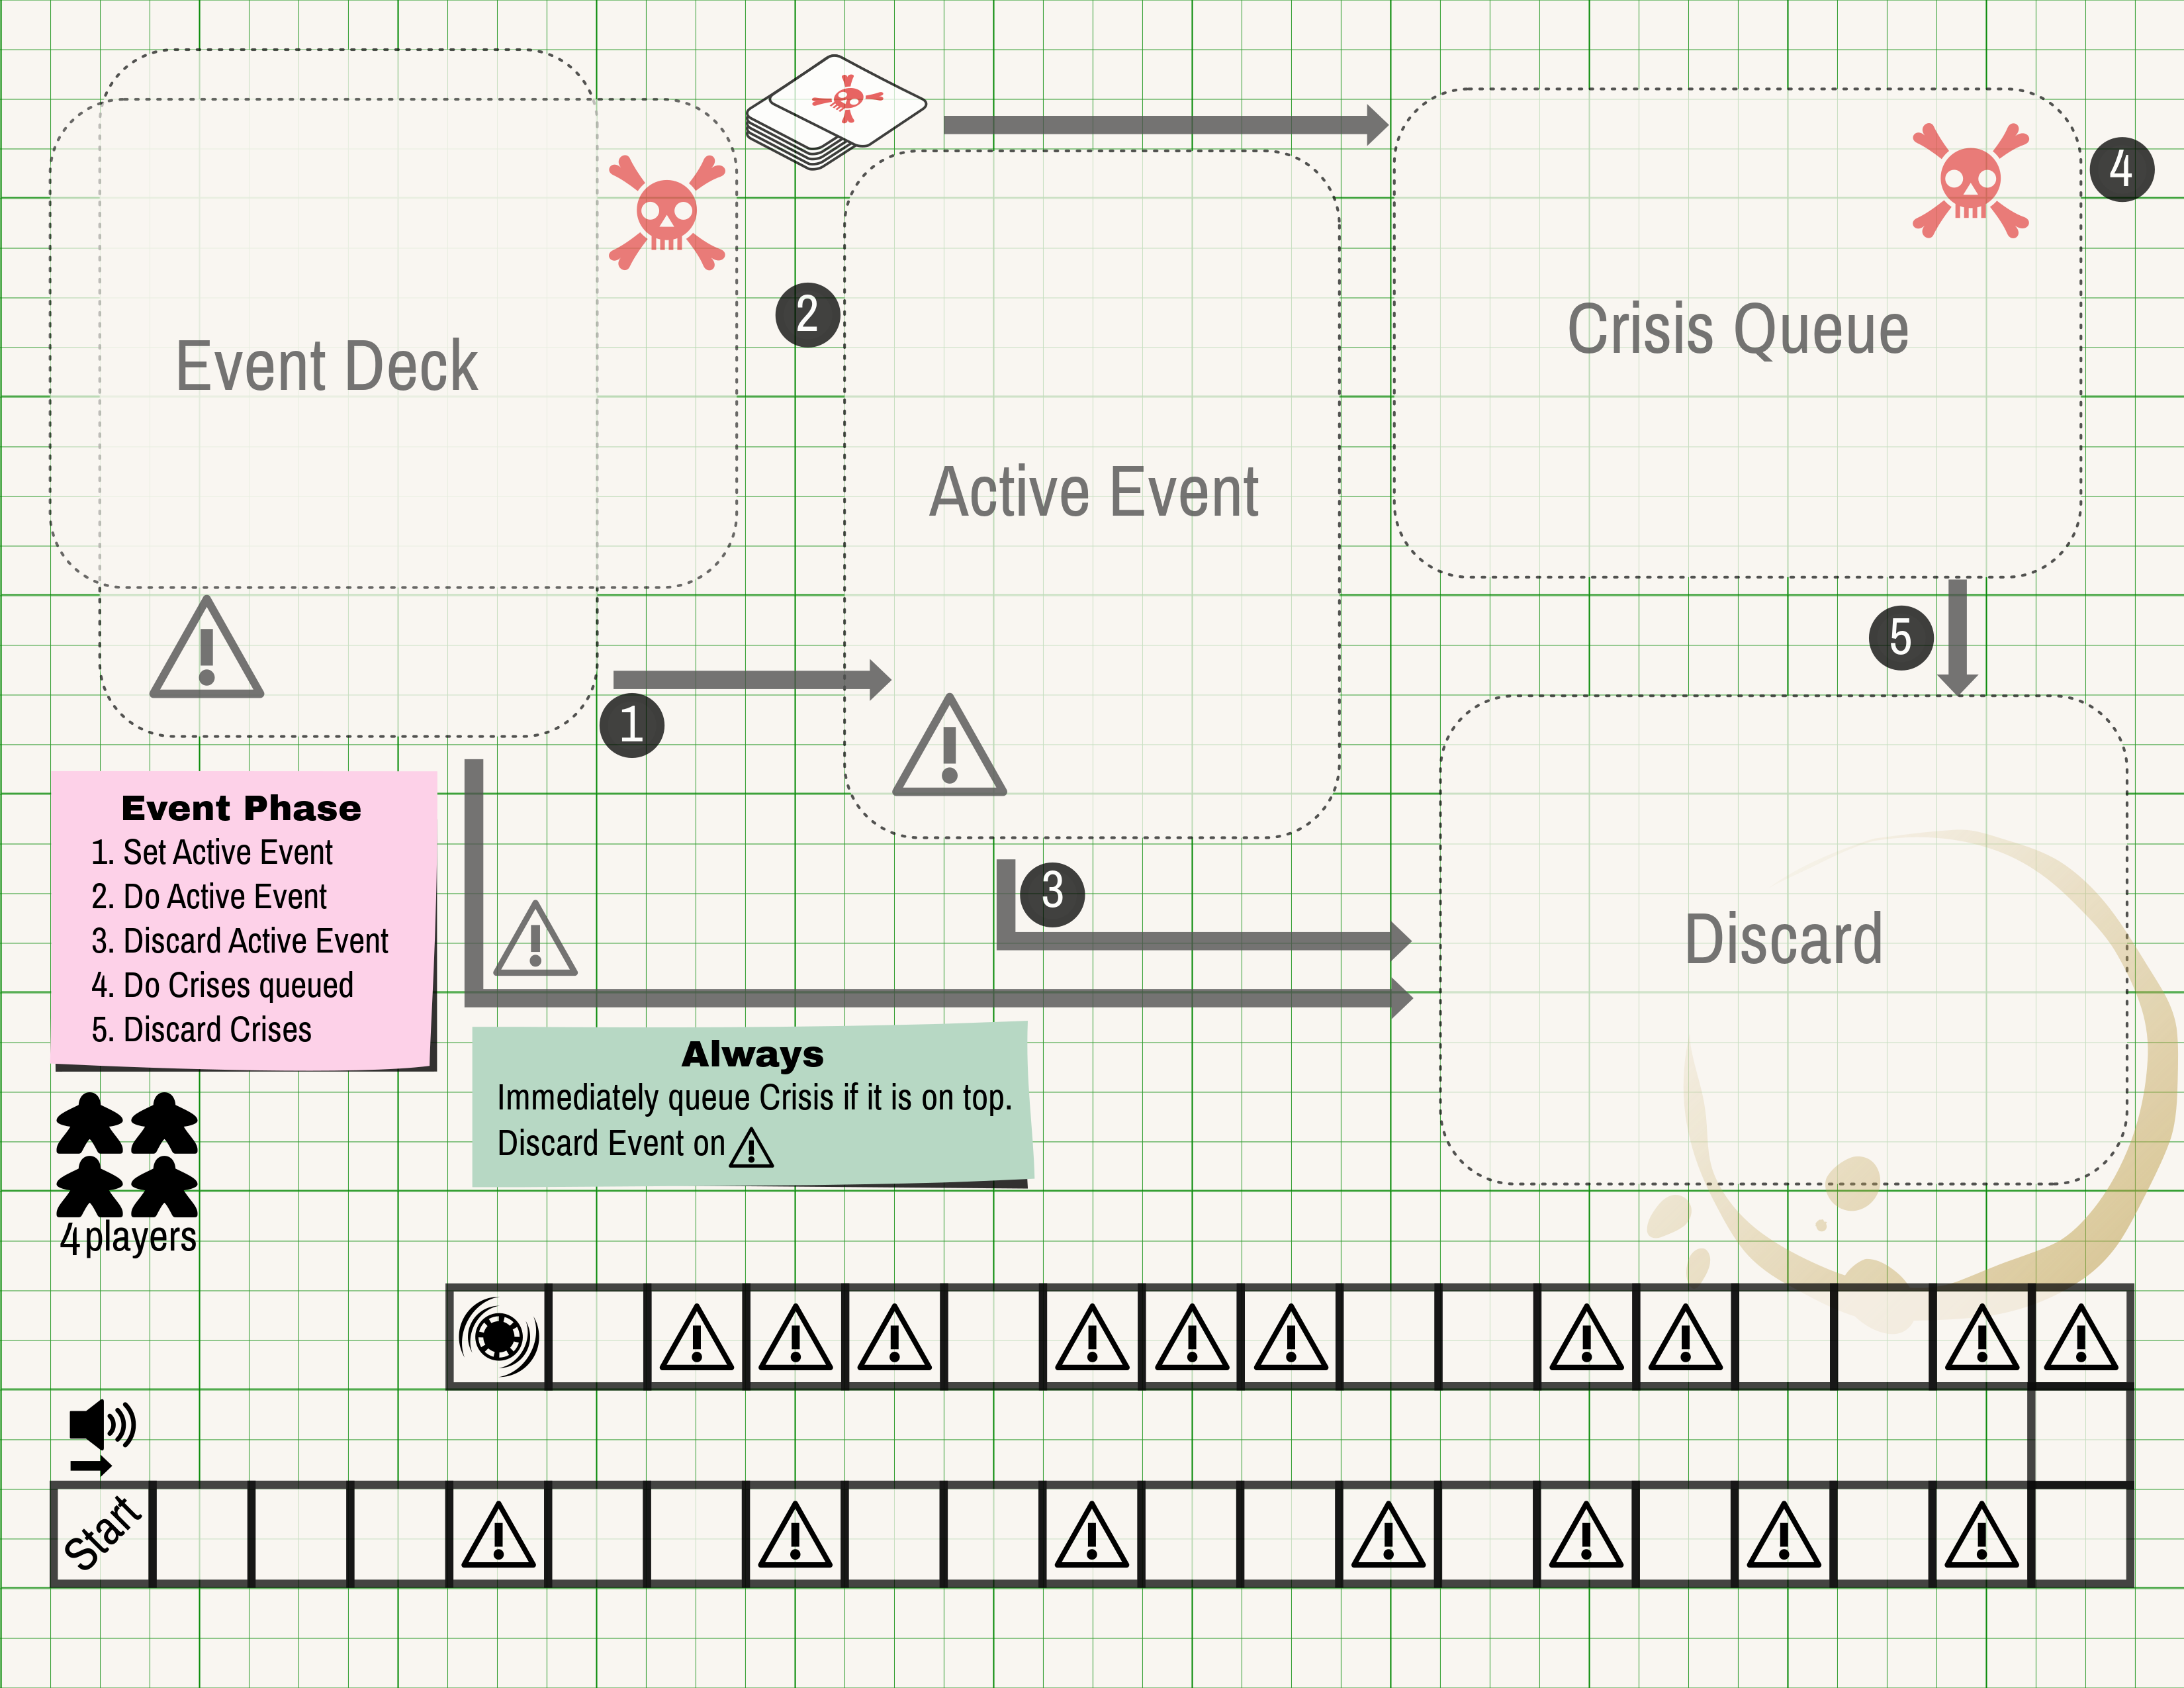 Event Deck
2
Active Event
Crisis Queue
4
1
5
Event Phase
1. Set Active Event
2. Do Active Event
3. Discard Active Event
4. Do Crises queued
5. Discard Crises
3
Discard
Always
Immediately queue Crisis if it is on top.
Discard Event on
4 players
Start